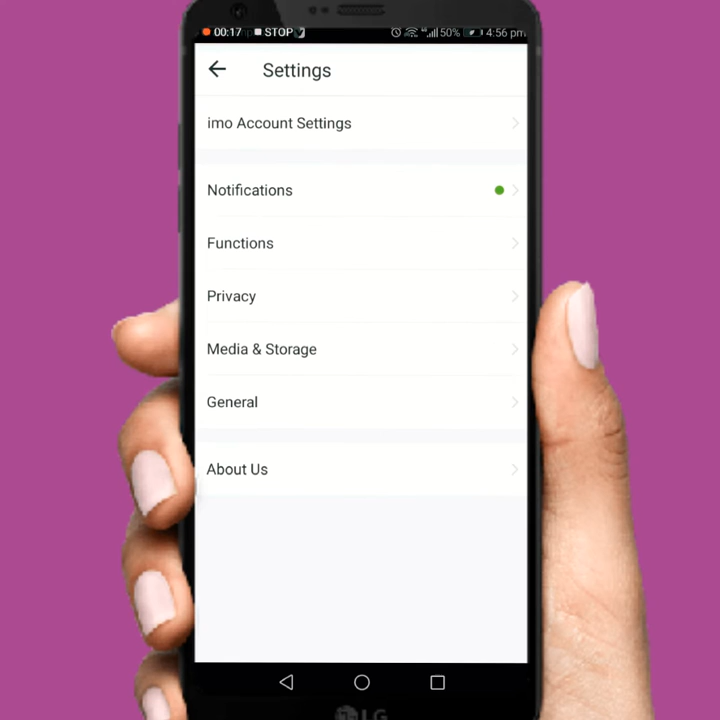 00:17 STOP 50% 4:56 pm
Settings
imo Account Settings
Notifications
Functions
Privacy
Media & Storage
General
About Us
LG